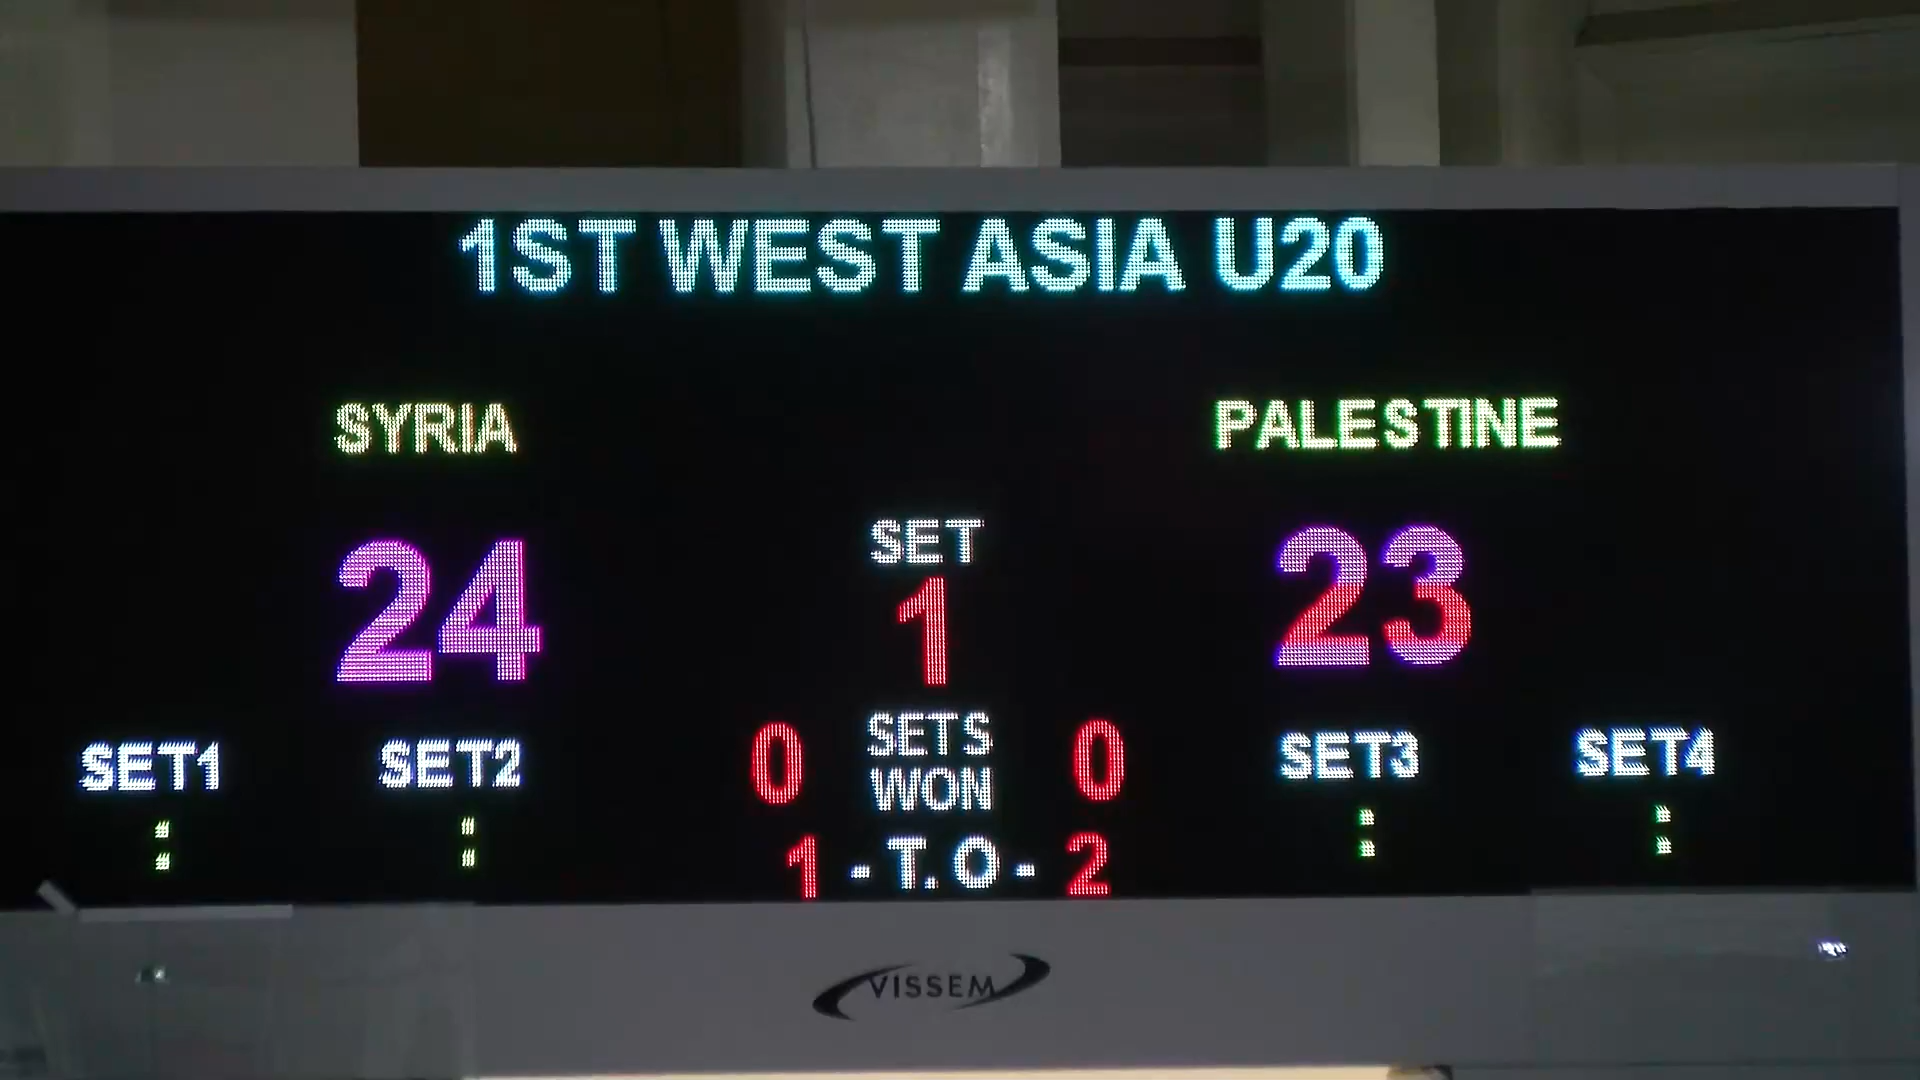 1ST WEST ASIA U20
SYRIA PALESTINE
24 SET 23
1
SET1 SET2 0 SETS WON 0 SET3 SET4
: : 1 - T.O - 2 : :
VISSEM